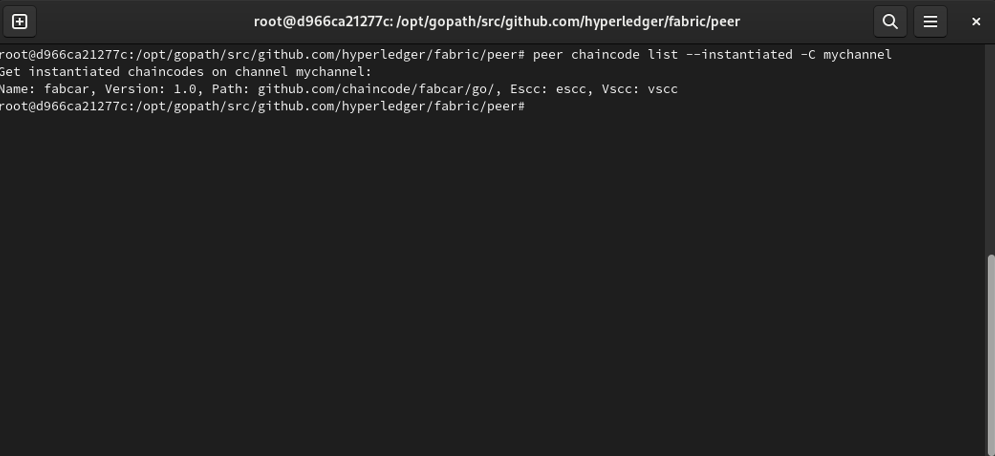 root@d966ca21277c: /opt/gopath/src/github.com/hyperledger/fabric/peer
root@d966ca21277c:/opt/gopath/src/github.com/hyperledger/fabric/peer# peer chaincode list --instantiated -C mychannel
Get instantiated chaincodes on channel mychannel:
Name: fabcar, Version: 1.0, Path: github.com/chaincode/fabcar/go/, Escc: escc, Vscc: vscc
root@d966ca21277c:/opt/gopath/src/github.com/hyperledger/fabric/peer#